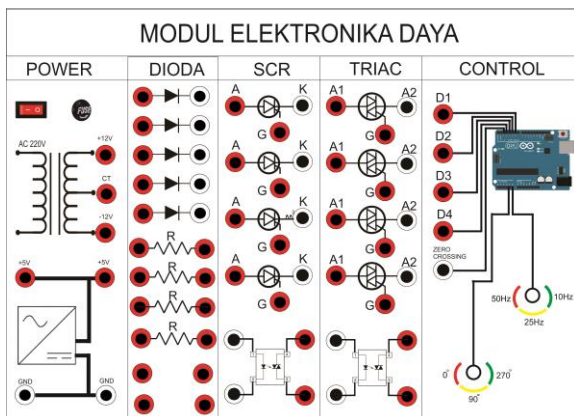 MODUL ELEKTRONIKA DAYA
POWER
AC 220V
+12V
CT
-12V
+5V
+5V
GND
GND
DIODA
R
R
R
R
SCR
A
K
G
A
K
G
A
K
G
A
K
G
TRIAC
A1
A2
G
A1
A2
G
A1
A2
G
A1
A2
G
CONTROL
D1
D2
D3
D4
ZERO
CROSSING
50Hz
10Hz
25Hz
0°
270°
90°